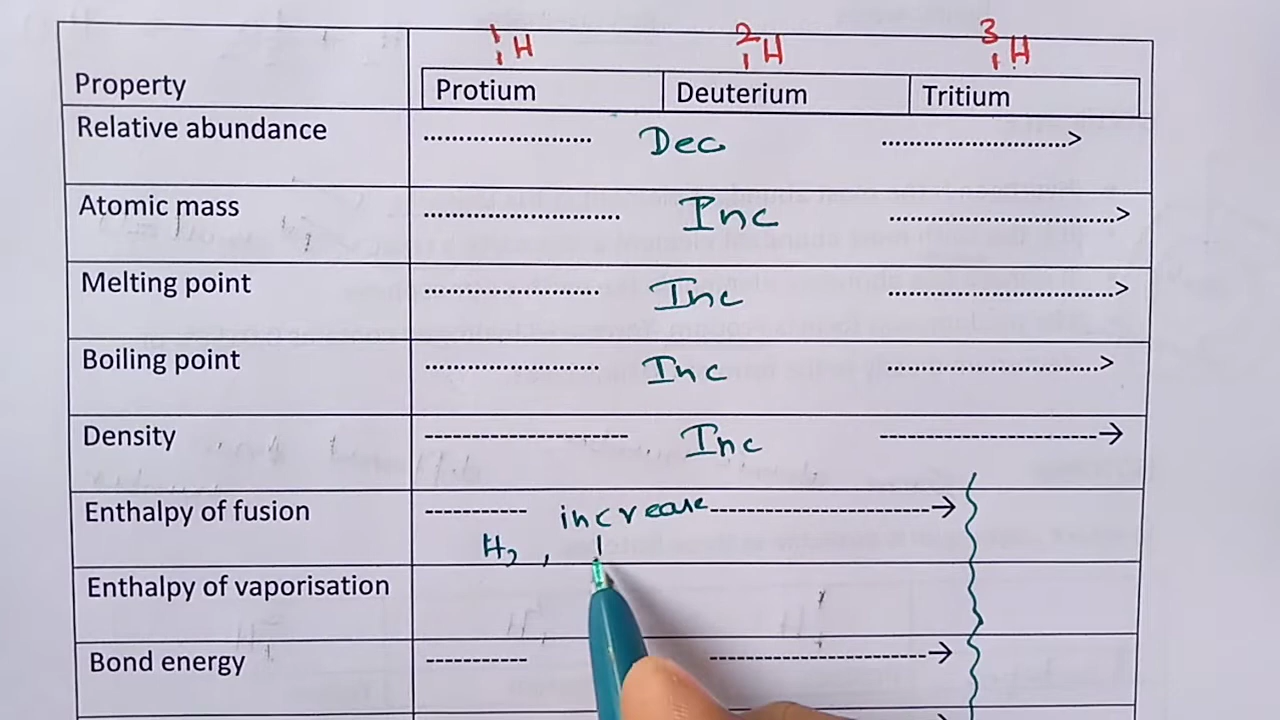 ¹₁H ²₁H ³₁H
Property Protium Deuterium Tritium
Relative abundance .................... Dec ........................>
Atomic mass ....................... Inc ............................>
Melting point .................... Inc ............................>
Boiling point .................... Inc ..........................>
Density ---------------------- Inc ----------------------→
Enthalpy of fusion ---------- increase ----------------------→
H₂ ,
Enthalpy of vaporisation
Bond energy ---------- ----------------------→